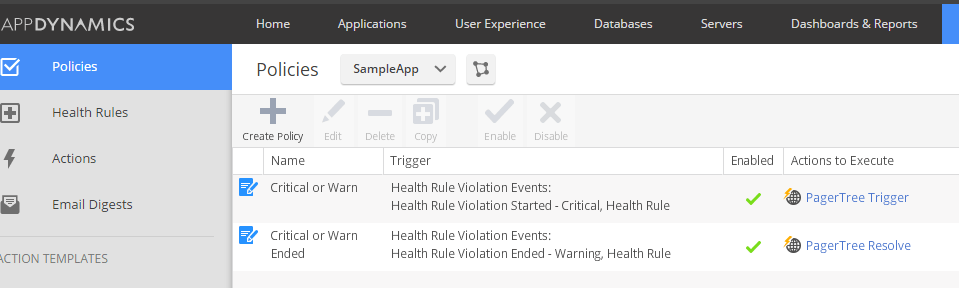 APPDYNAMICS Home Applications User Experience Databases Servers Dashboards & Reports
Policies
Health Rules
Actions
Email Digests
ACTION TEMPLATES
Policies SampleApp
Create Policy Edit Delete Copy Enable Disable
Name Trigger Enabled Actions to Execute
Critical or Warn Health Rule Violation Events:
Health Rule Violation Started - Critical, Health Rule
PagerTree Trigger
Critical or Warn Health Rule Violation Events:
Ended Health Rule Violation Ended - Warning, Health Rule
PagerTree Resolve